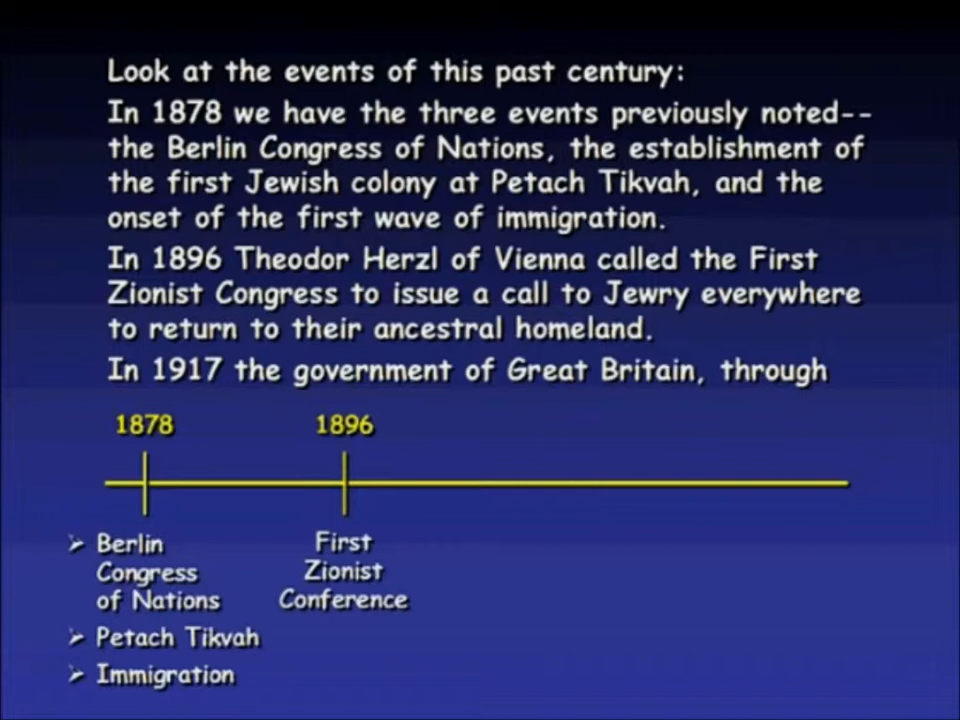 Look at the events of this past century:
In 1878 we have the three events previously noted--
the Berlin Congress of Nations, the establishment of
the first Jewish colony at Petach Tikvah, and the
onset of the first wave of immigration.
In 1896 Theodor Herzl of Vienna called the First
Zionist Congress to issue a call to Jewry everywhere
to return to their ancestral homeland.
In 1917 the government of Great Britain, through
1878
1896
➢ Berlin
Congress
of Nations
➢ Petach Tikvah
➢ Immigration
First
Zionist
Conference